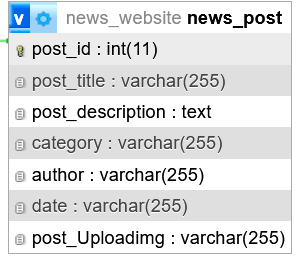 v news_website news_post
post_id : int(11)
post_title : varchar(255)
post_description : text
category : varchar(255)
author : varchar(255)
date : varchar(255)
post_Uploadimg : varchar(255)